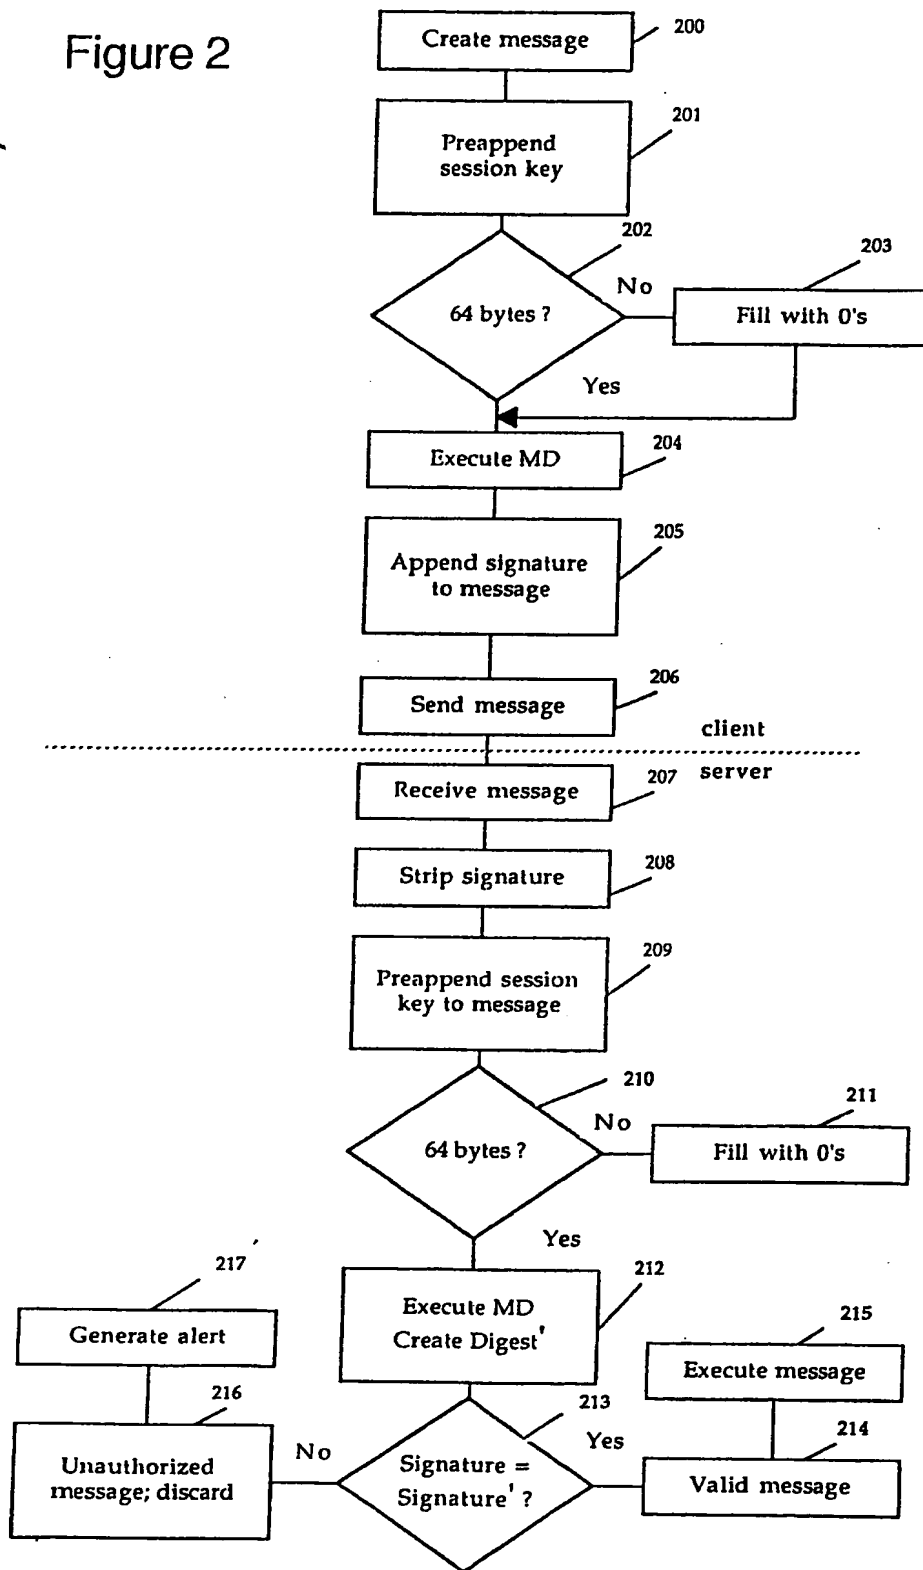 Figure 2
Create message
200
Preappend
session key
201
202
64 bytes ?
No
203
Fill with 0's
Yes
Execute MD
204
Append signature
to message
205
Send message
206
client
server
Receive message
207
Strip signature
208
Preappend session
key to message
209
210
64 bytes ?
No
211
Fill with 0's
Yes
212
Execute MD
Create Digest'
217
Generate alert
215
Execute message
216
Unauthorized
message; discard
No
213
Signature =
Signature' ?
Yes
214
Valid message